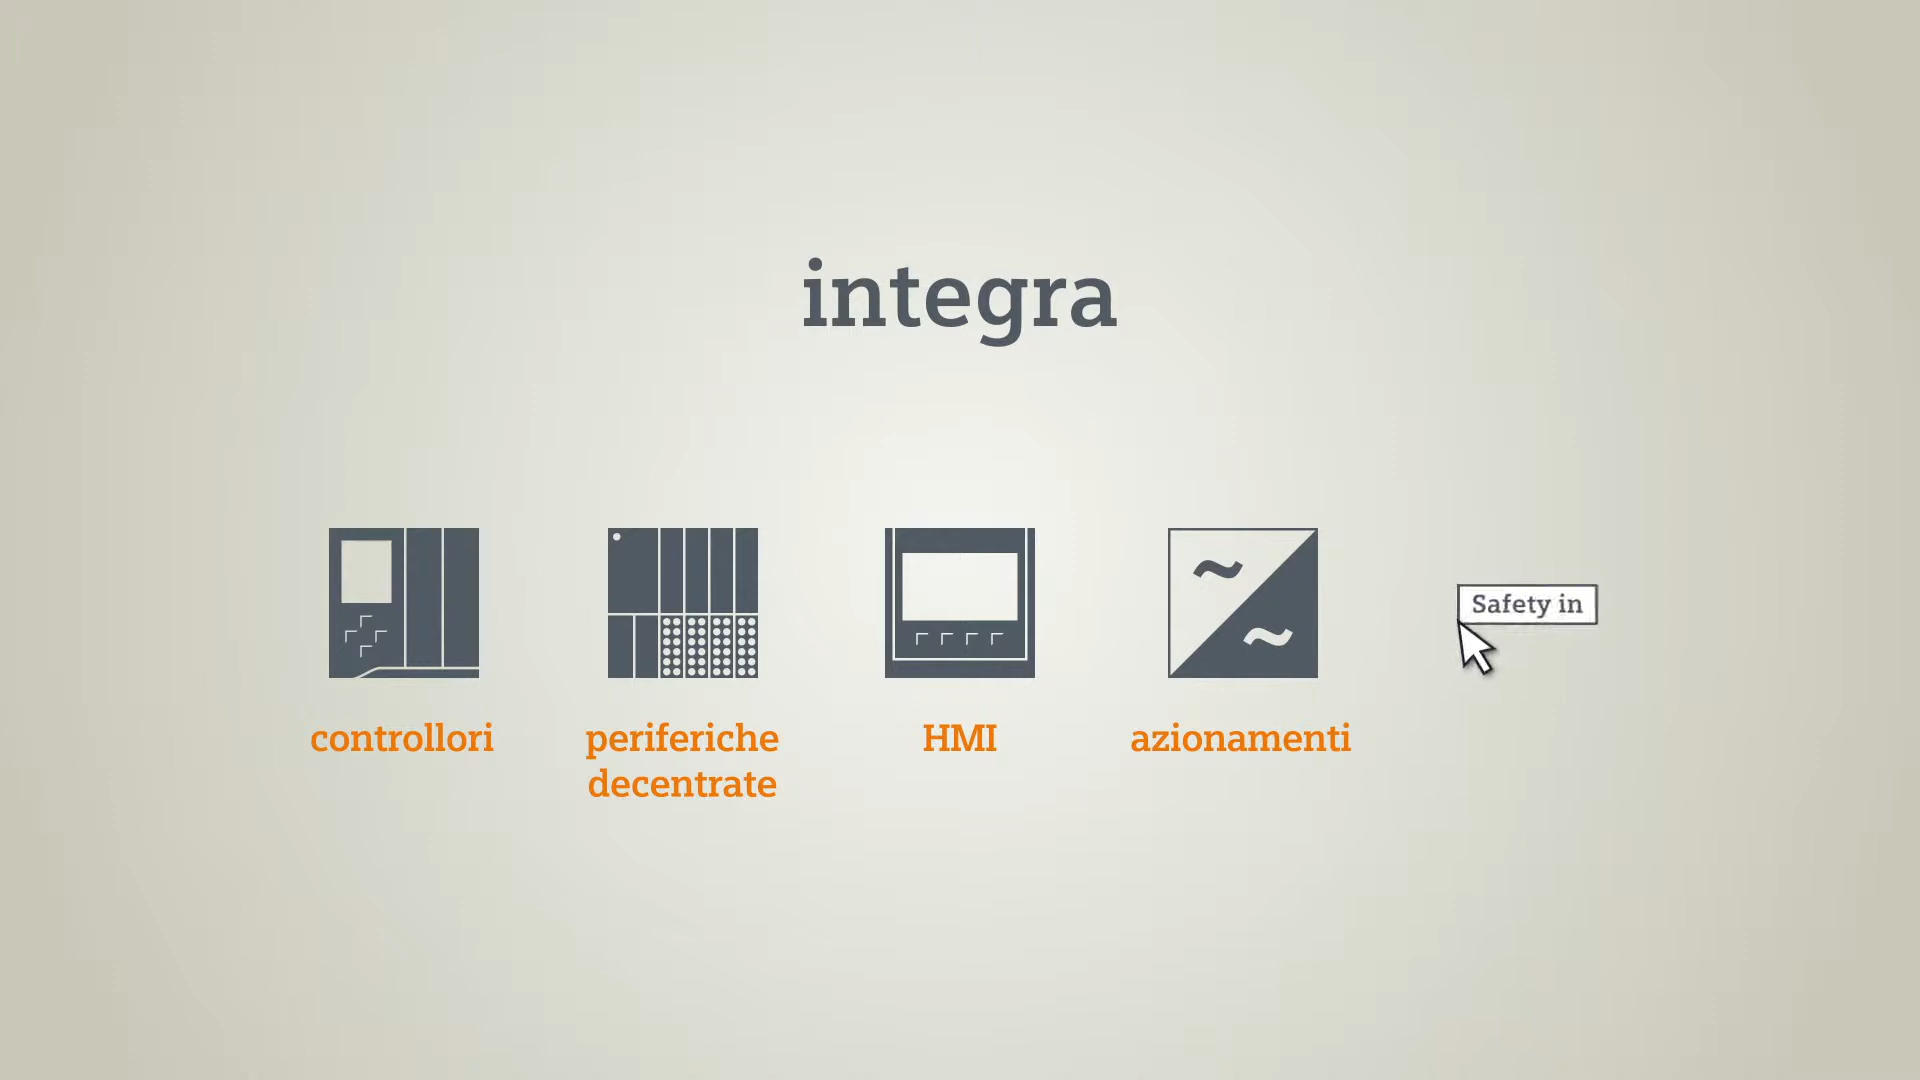 integra
Safety in
controllori
periferiche
decentrate
HMI
azionamenti